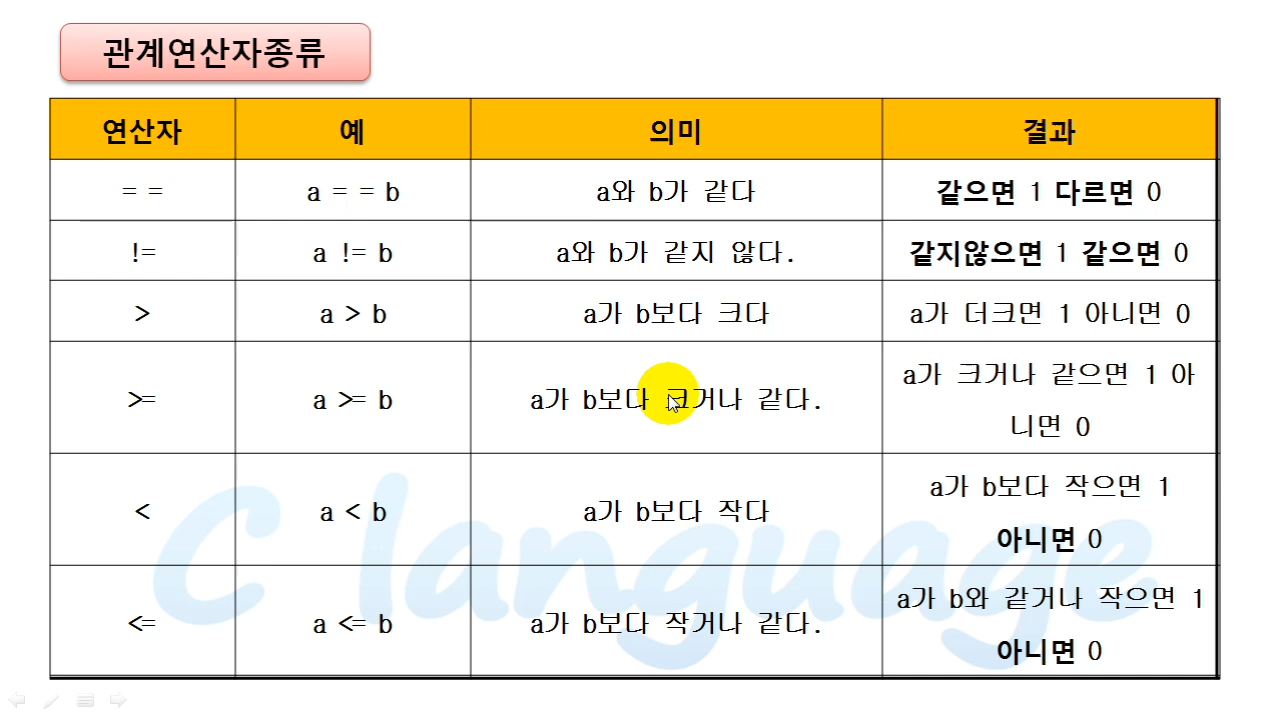 관계연산자종류
연산자 예 의미 결과
= = a = = b a와 b가 같다 같으면 1 다르면 0
!= a != b a와 b가 같지 않다. 같지않으면 1 같으면 0
> a > b a가 b보다 크다 a가 더크면 1 아니면 0
>= a >= b a가 b보다 크거나 같다. a가 크거나 같으면 1 아
니면 0
< a < b a가 b보다 작다 a가 b보다 작으면 1
아니면 0
<= a <= b a가 b보다 작거나 같다. a가 b와 같거나 작으면 1
아니면 0
C language